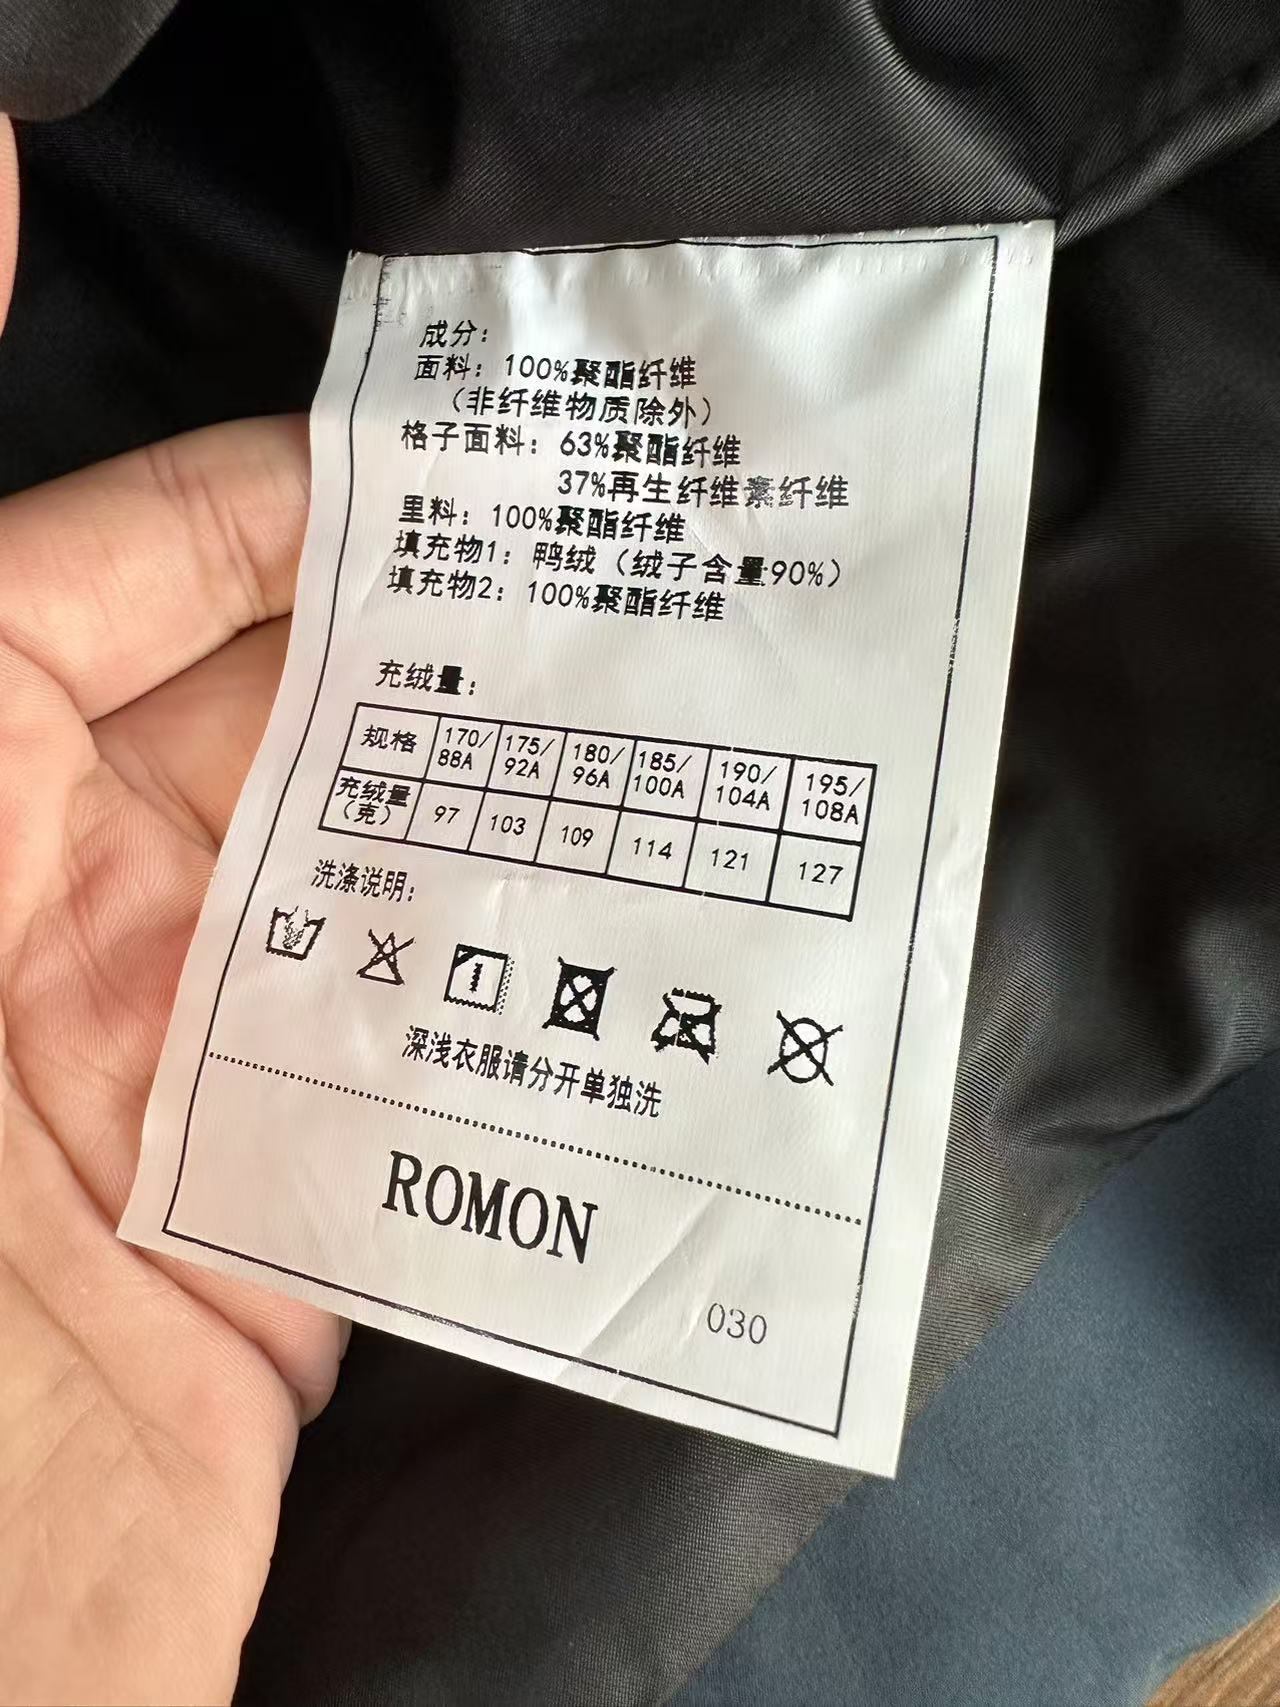 成分：
面料：100%聚酯纤维
（非纤维物质除外）
格子面料：63%聚酯纤维
37%再生纤维素纤维
里料：100%聚酯纤维
填充物1：鸭绒（绒子含量90%）
填充物2：100%聚酯纤维
充绒量：
规格 170/88A 175/92A 180/96A 185/100A 190/104A 195/108A
充绒量（克） 97 103 109 114 121 127
洗涤说明：
深浅衣服请分开单独洗
ROMON
030